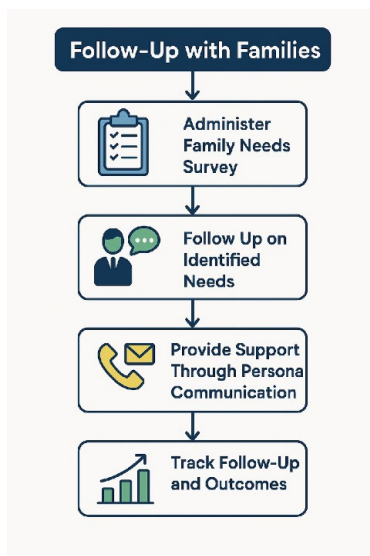 Follow-Up with Families
Administer
Family Needs
Survey
Follow Up on
Identified
Needs
Provide Support
Through Persona
Communication
Track Follow-Up
and Outcomes